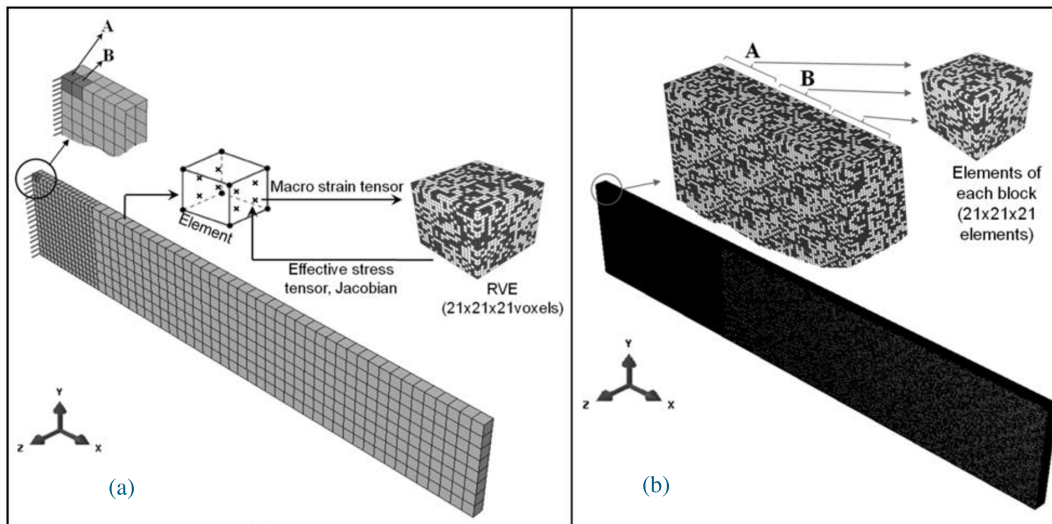 A
B
Macro strain tensor
Element
Effective stress
tensor, Jacobian
RVE
(21x21x21voxels)
Y
Z
X
(a)
A
B
Elements of
each block
(21x21x21
elements)
Y
Z
X
(b)